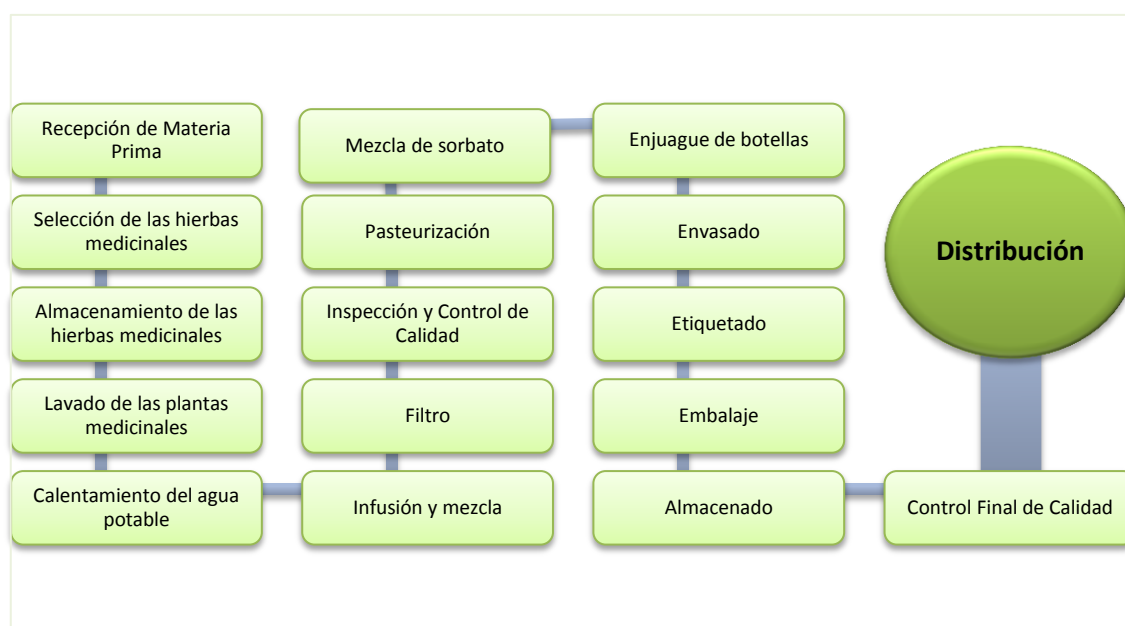 Recepción de Materia
Prima
Selección de las hierbas
medicinales
Almacenamiento de las
hierbas medicinales
Lavado de las plantas
medicinales
Calentamiento del agua
potable
Infusión y mezcla
Filtro
Inspección y Control de
Calidad
Pasteurización
Mezcla de sorbato
Enjuague de botellas
Envasado
Etiquetado
Embalaje
Almacenado
Control Final de Calidad
Distribución